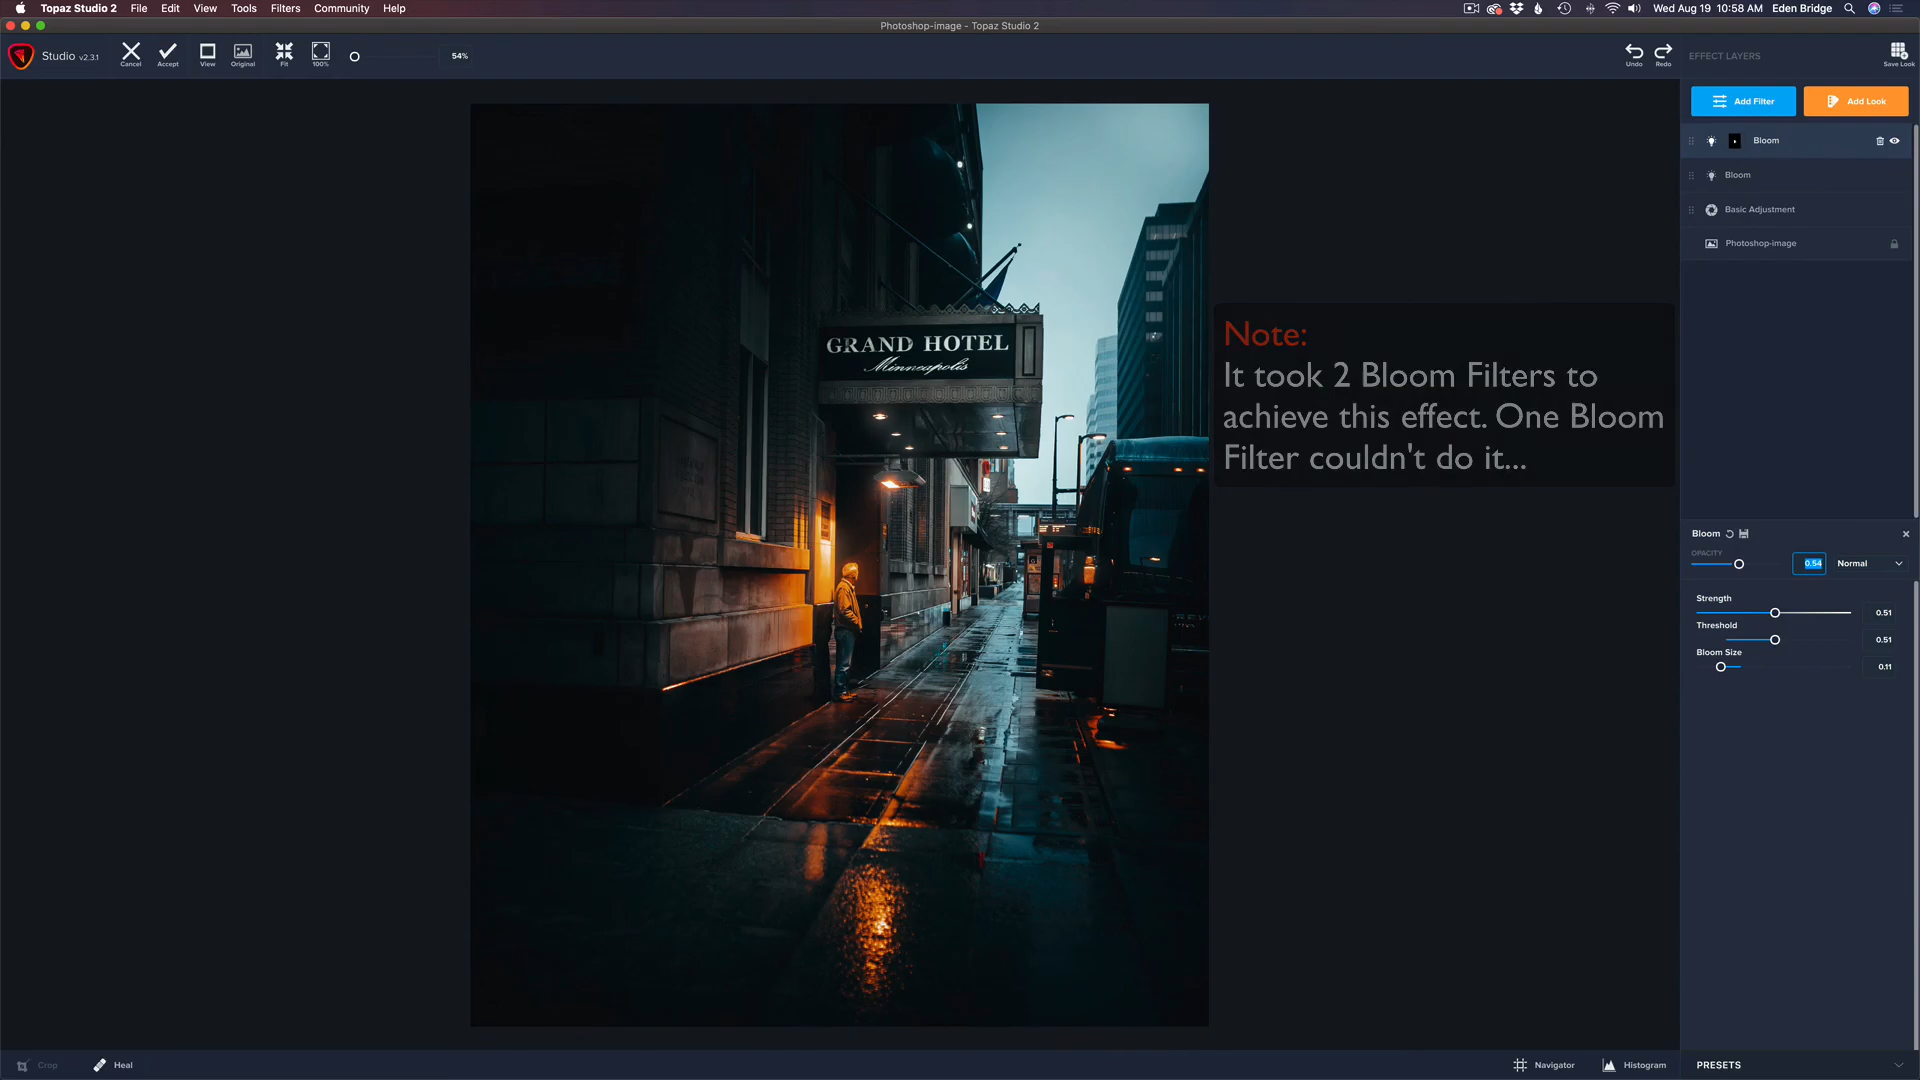 Topaz Studio 2 File Edit View Tools Filters Community Help
Wed Aug 19 10:58 AM Eden Bridge
Photoshop-image - Topaz Studio 2
Studio v2.3.1
Cancel Accept View Original Fit 100% 54%
Undo Redo
EFFECT LAYERS
Save Look
Add Filter Add Look
Bloom
Bloom
Basic Adjustment
Photoshop-image
GRAND HOTEL
Minneapolis
Note:
It took 2 Bloom Filters to
achieve this effect. One Bloom
Filter couldn't do it...
Bloom
OPACITY
0.54 Normal
Strength
0.51
Threshold
0.51
Bloom Size
0.11
Crop Heal
Navigator Histogram
PRESETS